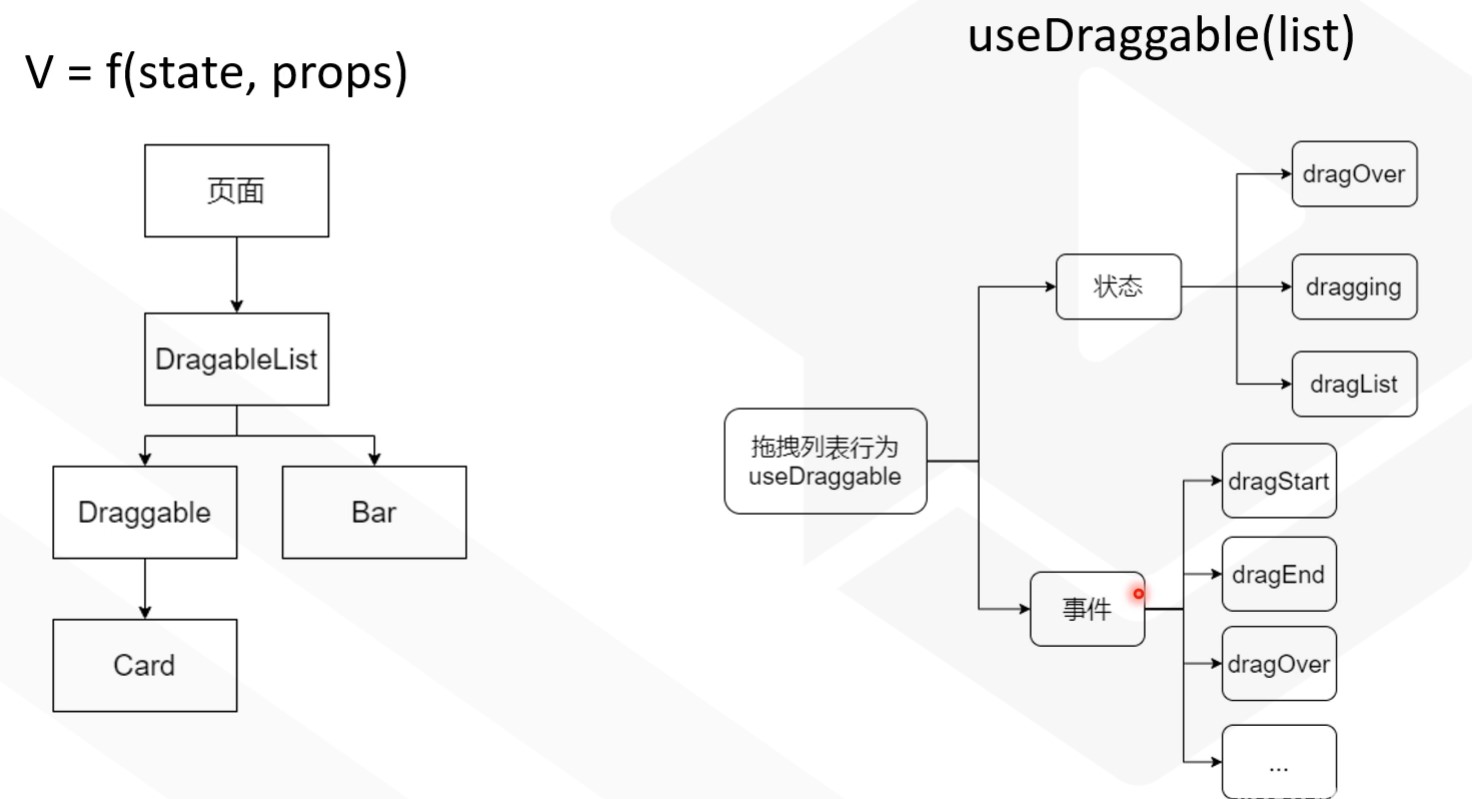 V = f(state, props)
页面
DragableList
Draggable
Bar
Card
useDraggable(list)
拖拽列表行为
useDraggable
状态
dragOver
dragging
dragList
事件
dragStart
dragEnd
dragOver
...